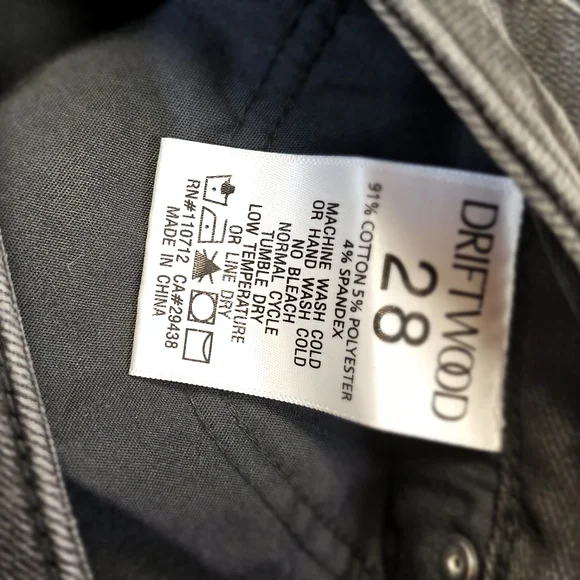 DRIFTWOOD
28
91% COTTON 5% POLYESTER
4% SPANDEX
MACHINE WASH COLD
OR HAND WASH COLD
NO BLEACH
NORMAL CYCLE
TUMBLE DRY
LOW TEMPERATURE
OR LINE DRY
RN#110712 CA#29438
MADE IN CHINA